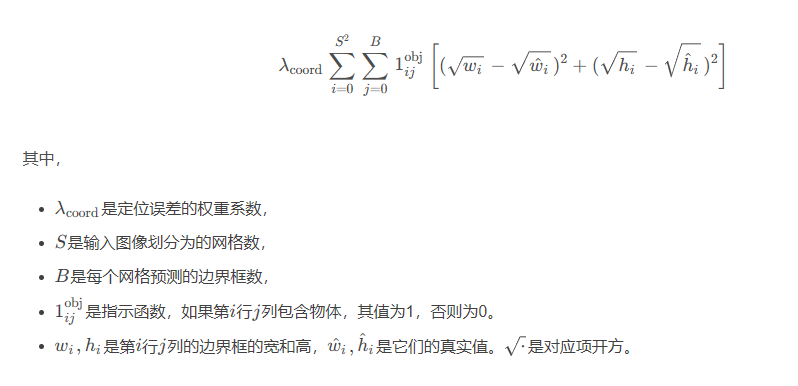 $$\lambda_{\text{coord}} \sum_{i=0}^{S^2} \sum_{j=0}^{B} 1_{ij}^{\text{obj}} \left[ (\sqrt{w_i} - \sqrt{\hat{w}_i})^2 + (\sqrt{h_i} - \sqrt{\hat{h}_i})^2 \right]$$
其中，
• $\lambda_{\text{coord}}$是定位误差的权重系数，
• $S$是输入图像划分为的网格数，
• $B$是每个网格预测的边界框数，
• $1_{ij}^{\text{obj}}$是指示函数，如果第$i$行$j$列包含物体，其值为1，否则为0。
• $w_i, h_i$是第$i$行$j$列的边界框的宽和高，$\hat{w}_i, \hat{h}_i$是它们的真实值。$\sqrt{\cdot}$是对应项开方。